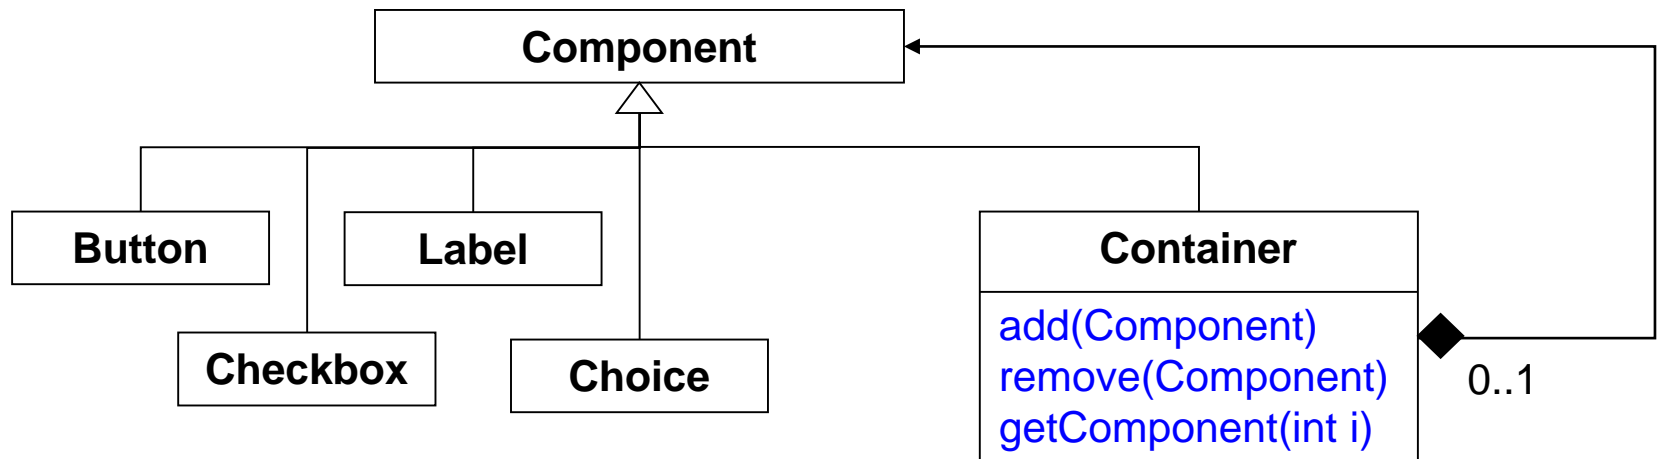 Component
Button
Label
Container
Checkbox
Choice
add(Component)
remove(Component)
getComponent(int i)
0..1